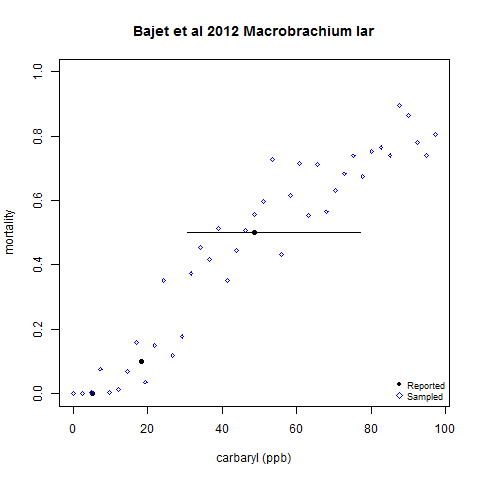 Bajet et al 2012 Macrobrachium lar
mortality
1.0
0.8
0.6
0.4
0.2
0.0
Reported
Sampled
0 20 40 60 80 100
carbaryl (ppb)